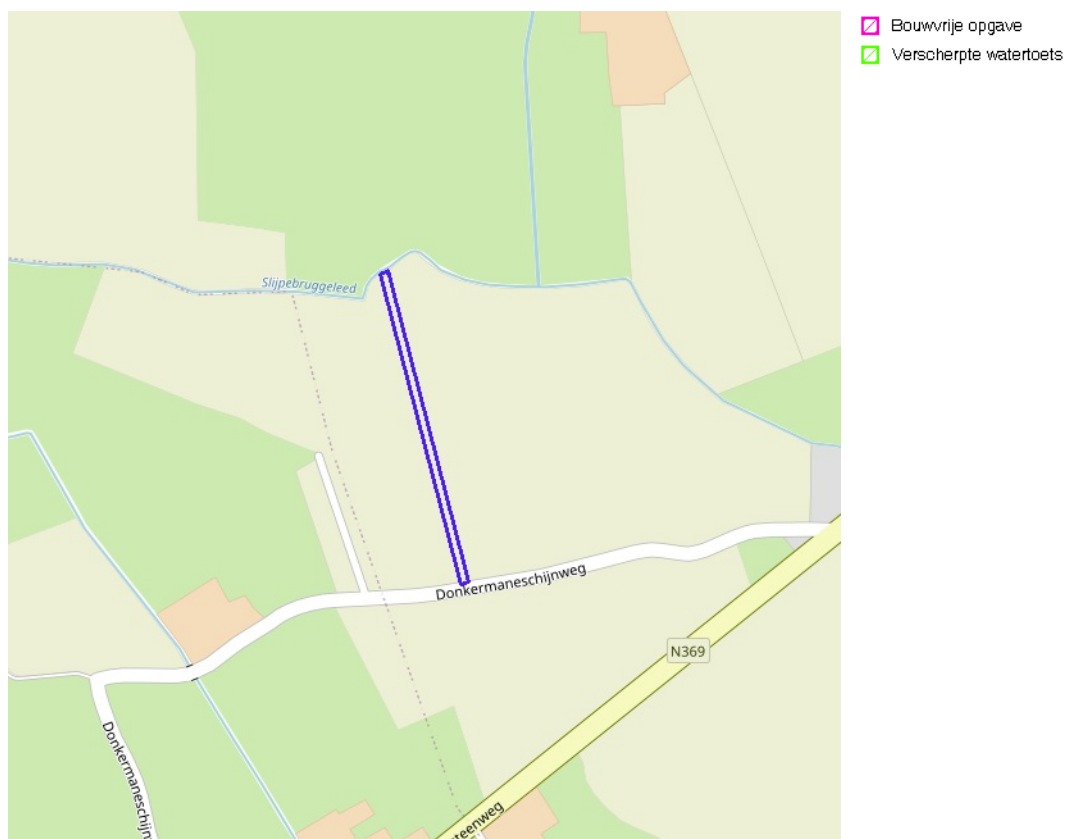 Bouwvrije opgave
Verscherpte watertoets
Slijpebruggeleed
Donkermaneschijnweg
N369
Donkermaneschijn
steenweg